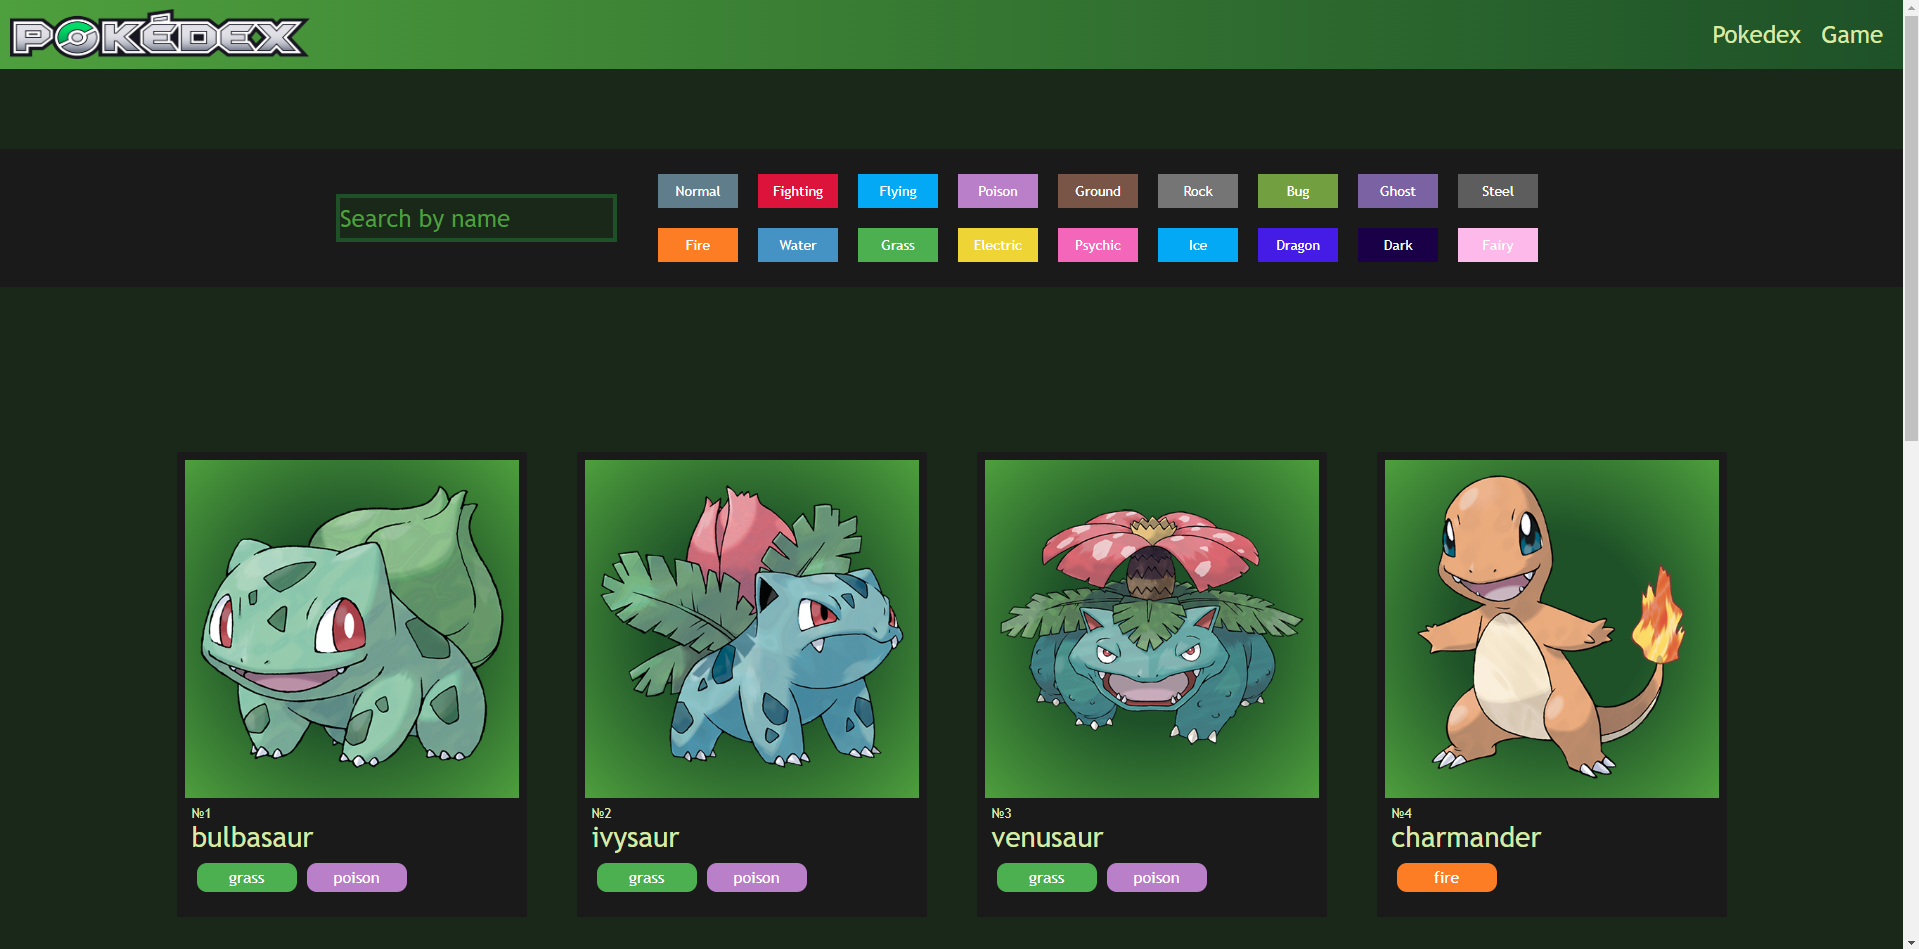 POKÉDEX
Pokedex Game
Search by name
Normal Fighting Flying Poison Ground Rock Bug Ghost Steel
Fire Water Grass Electric Psychic Ice Dragon Dark Fairy
№1
bulbasaur
grass poison
№2
ivysaur
grass poison
№3
venusaur
grass poison
№4
charmander
fire